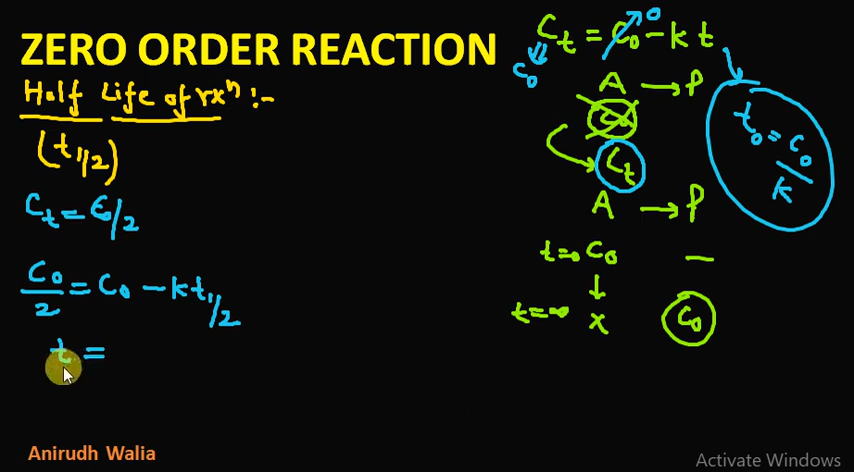 ZERO ORDER REACTION
Half Life of rxⁿ :-
(t1/2)
Ct = C0/2
C0/2 = C0 - kt1/2
t =
Ct = C0 - kt
0
C0
A → P
Ct
A → P
t=0 C0 —
↓
t=∞ x C0
t0 = C0/k
Anirudh Walia
Activate Windows